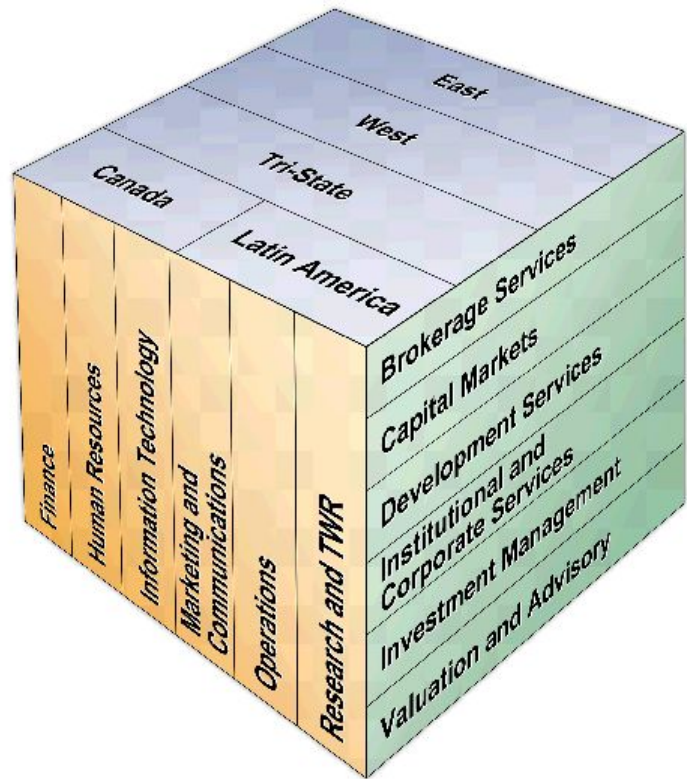 East
West
Tri-State
Canada
Latin America
Finance
Human Resources
Information Technology
Marketing and
Communications
Operations
Research and TWR
Brokerage Services
Capital Markets
Development Services
Institutional and
Corporate Services
Investment Management
Valuation and Advisory